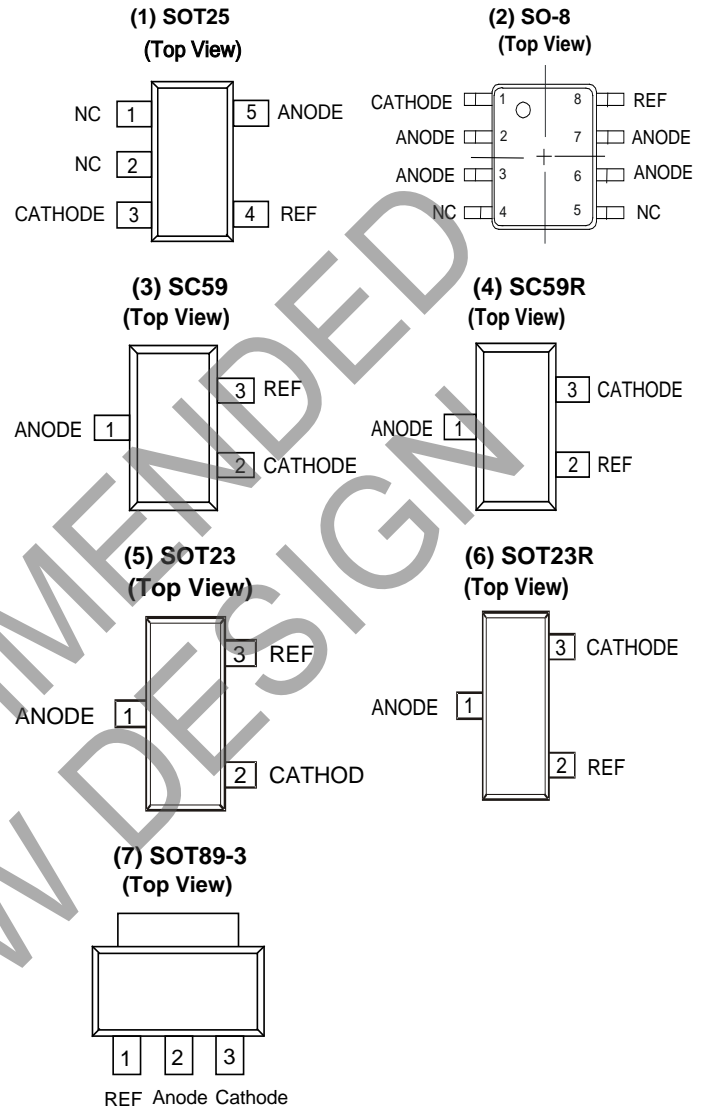 (1) SOT25
(Top View)
NC 1
5 ANODE
NC 2
CATHODE 3
4 REF
(2) SO-8
(Top View)
CATHODE 1
8 REF
ANODE 2
7 ANODE
ANODE 3
6 ANODE
NC 4
5 NC
(3) SC59
(Top View)
3 REF
ANODE 1
2 CATHODE
(4) SC59R
(Top View)
3 CATHODE
ANODE 1
2 REF
(5) SOT23
(Top View)
3 REF
ANODE 1
2 CATHOD
(6) SOT23R
(Top View)
3 CATHODE
ANODE 1
2 REF
(7) SOT89-3
(Top View)
1 2 3
REF Anode Cathode
MMENDED
W DESIGN